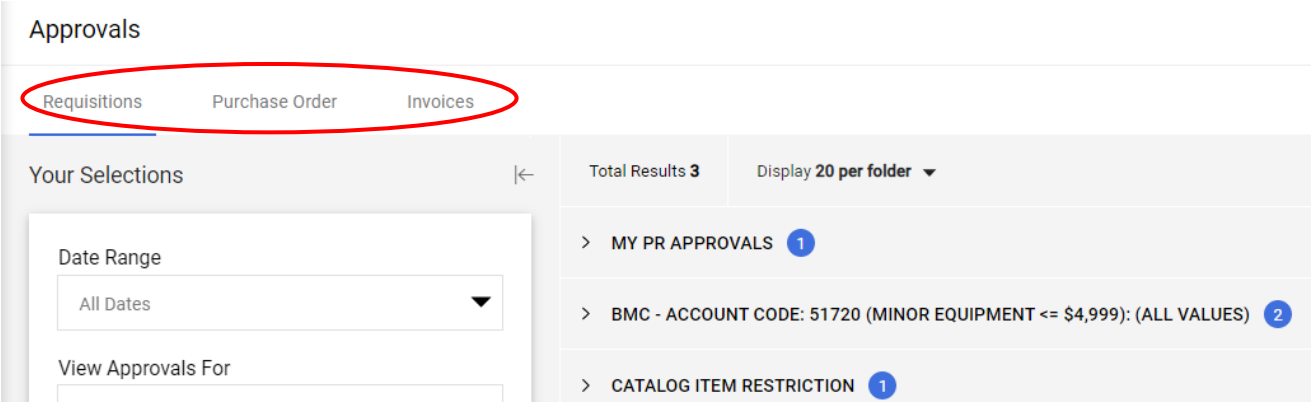 Approvals
Requisitions Purchase Order Invoices
Your Selections
Total Results 3 Display 20 per folder
Date Range
All Dates
View Approvals For
MY PR APPROVALS 1
BMC - ACCOUNT CODE: 51720 (MINOR EQUIPMENT <= $4,999): (ALL VALUES) 2
CATALOG ITEM RESTRICTION 1